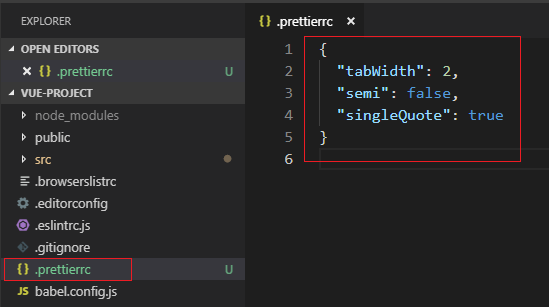 EXPLORER
OPEN EDITORS
{} .prettierrc U
VUE-PROJECT
node_modules
public
src
.browserslistrc
.editorconfig
.eslintrc.js
.gitignore
{} .prettierrc U
JS babel.config.js
{} .prettierrc
1 {
2 "tabWidth": 2,
3 "semi": false,
4 "singleQuote": true
5 }
6